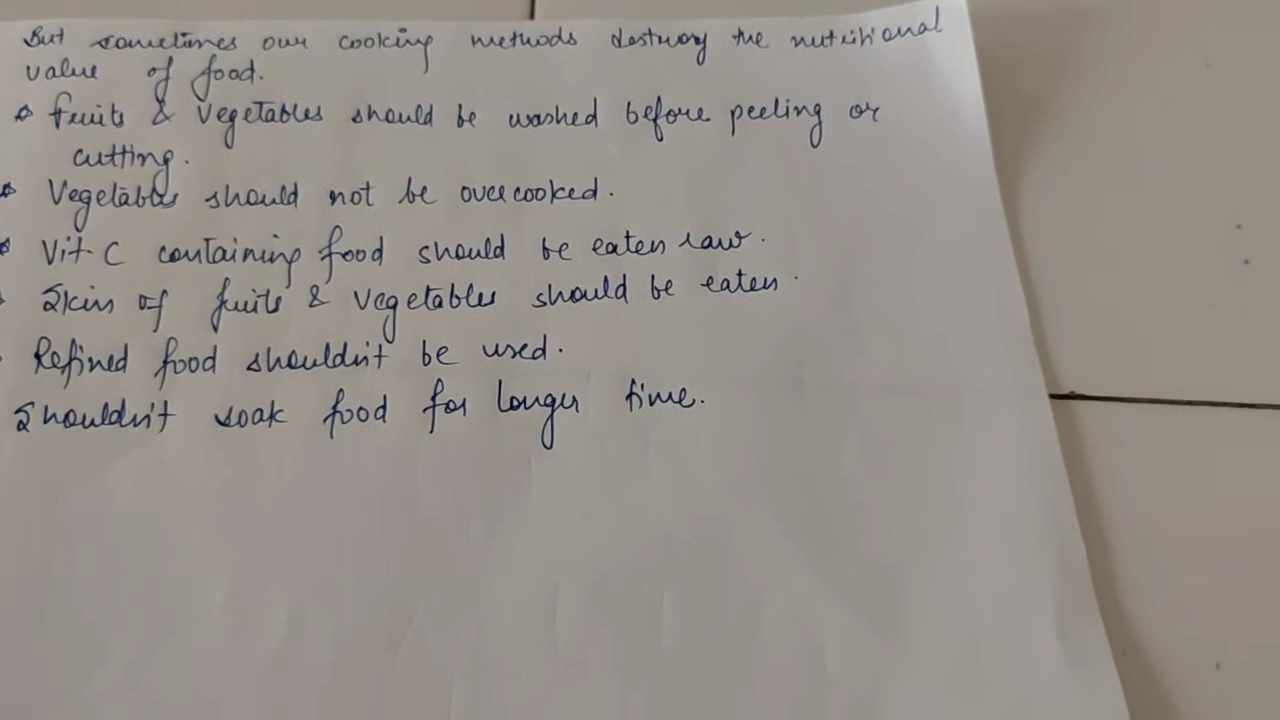 But sometimes our cooking methods destroy the nutritional
value of food.
* Fruits & Vegetables should be washed before peeling or
cutting.
* Vegetables should not be overcooked.
* Vit C containing food should be eaten raw.
Skin of fruits & vegetables should be eaten.
Refined food shouldn't be used.
Shouldn't soak food for longer time.